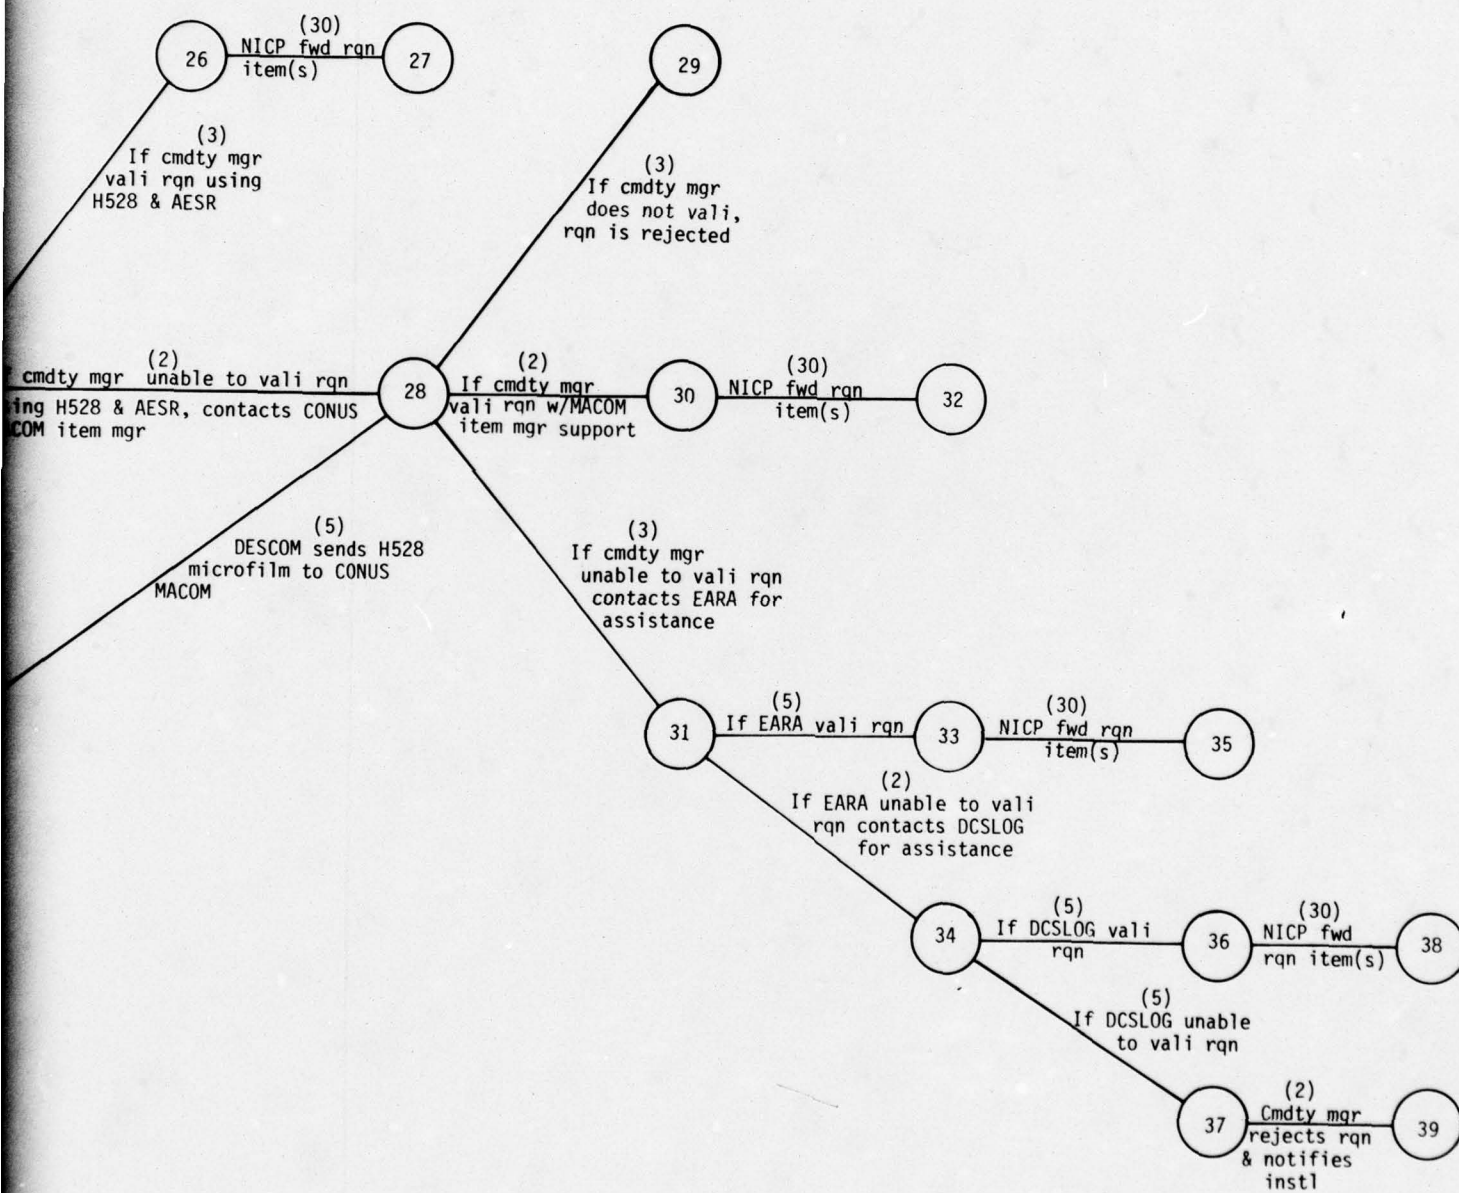 26
(30)
NICP fwd rqn
item(s)
27
(3)
If cmdty mgr
vali rqn using
H528 & AESR
29
(3)
If cmdty mgr
does not vali,
rqn is rejected
(2)
cmdty mgr unable to vali rqn
H528 & AESR, contacts CONUS
item mgr
28
(2)
If cmdty mgr
vali rqn w/MACOM
item mgr support
30
(30)
NICP fwd rqn
item(s)
32
(5)
DESCOM sends H528
microfilm to CONUS
MACOM
(3)
If cmdty mgr
unable to vali rqn
contacts EARA for
assistance
31
(5)
If EARA vali rqn
33
(30)
NICP fwd rqn
item(s)
35
(2)
If EARA unable to vali
rqn contacts DCSLOG
for assistance
34
(5)
If DCSLOG vali
rqn
36
(30)
NICP fwd
rqn item(s)
38
(5)
If DCSLOG unable
to vali rqn
37
(2)
Cmdty mgr
rejects rqn
& notifies
instl
39